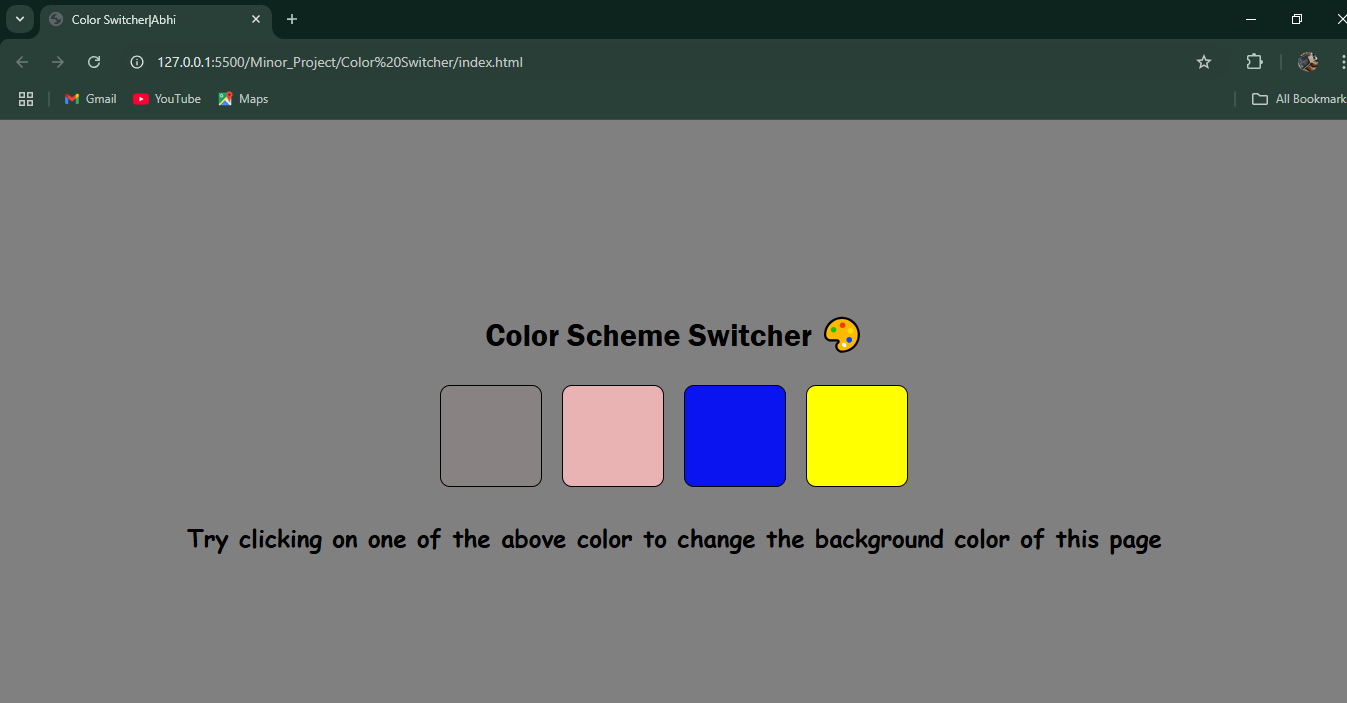 Color Switcher|Abhi
127.0.0.1:5500/Minor_Project/Color%20Switcher/index.html
Gmail YouTube Maps All Bookmark
Color Scheme Switcher 🎨
Try clicking on one of the above color to change the background color of this page